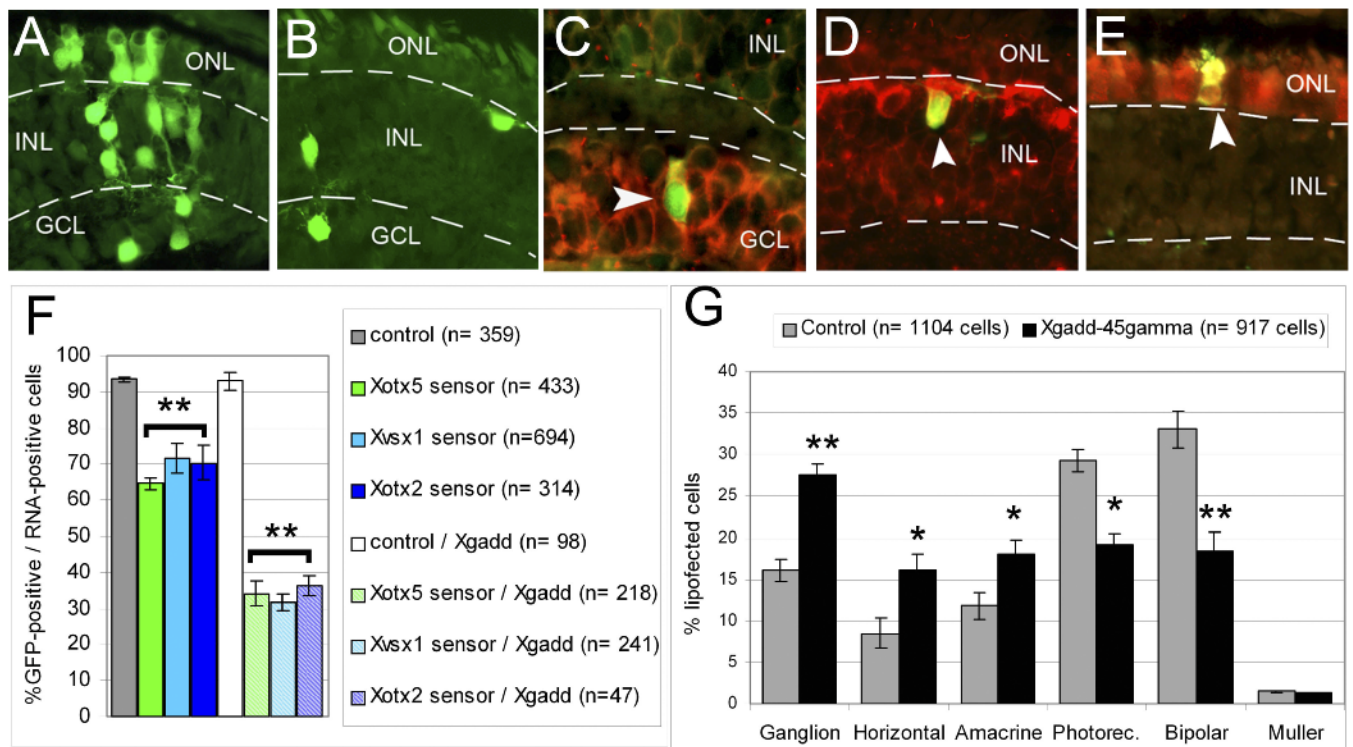 A
ONL
INL
GCL
B
ONL
INL
GCL
C
INL
GCL
D
ONL
INL
E
ONL
INL
F
%GFP-positive / RNA-positive cells
100
90
80
70
60
50
40
30
20
10
0
**
**
control (n= 359)
Xotx5 sensor (n= 433)
Xvsx1 sensor (n=694)
Xotx2 sensor (n= 314)
control / Xgadd (n= 98)
Xotx5 sensor / Xgadd (n= 218)
Xvsx1 sensor / Xgadd (n= 241)
Xotx2 sensor / Xgadd (n=47)
G
Control (n= 1104 cells) Xgadd-45gamma (n= 917 cells)
% lipofected cells
40
35
30
25
20
15
10
5
0
**
*
*
*
**
Ganglion Horizontal Amacrine Photorec. Bipolar Muller